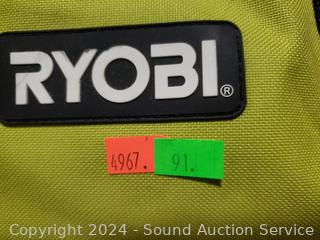 RYOBI®
4967. 91.
Copyright 2024 - Sound Auction Service